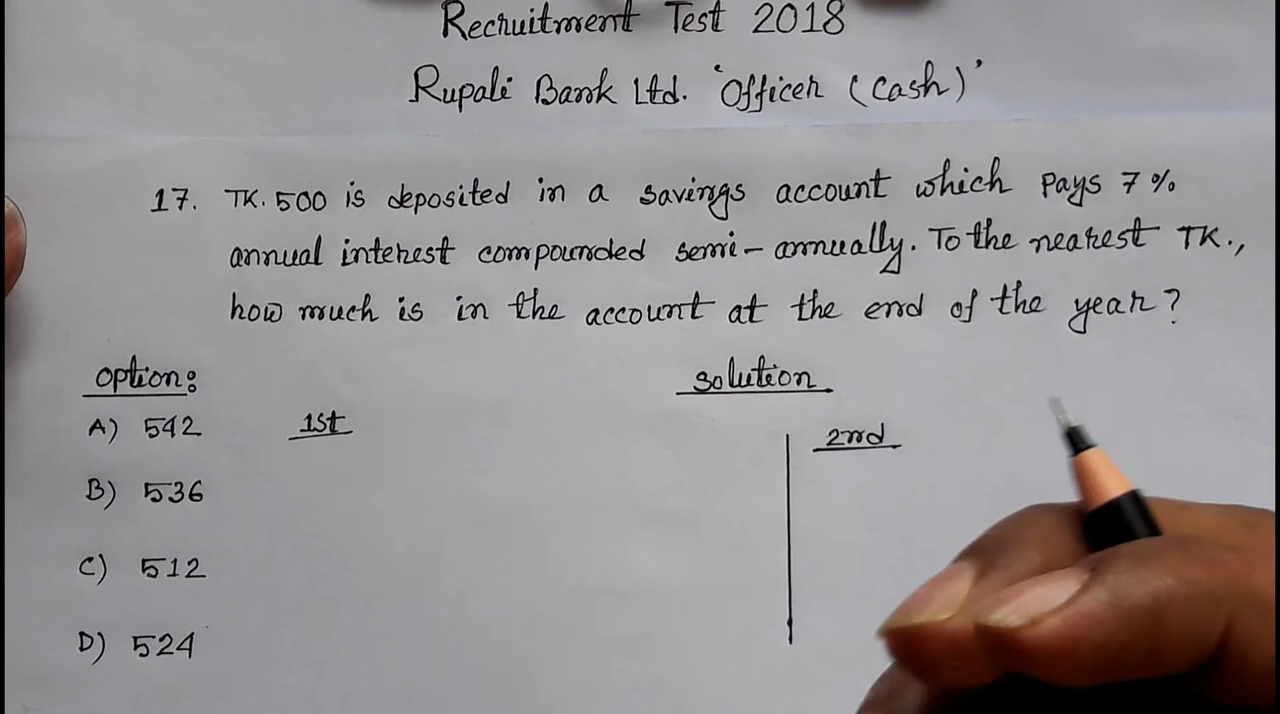 Recruitment Test 2018
Rupali Bank Ltd. 'Officer (Cash)'
17. TK. 500 is deposited in a savings account which pays 7%
annual interest compounded semi-annually. To the nearest TK.,
how much is in the account at the end of the year?
option:
solution
A) 542
1st
2nd
B) 536
C) 512
D) 524